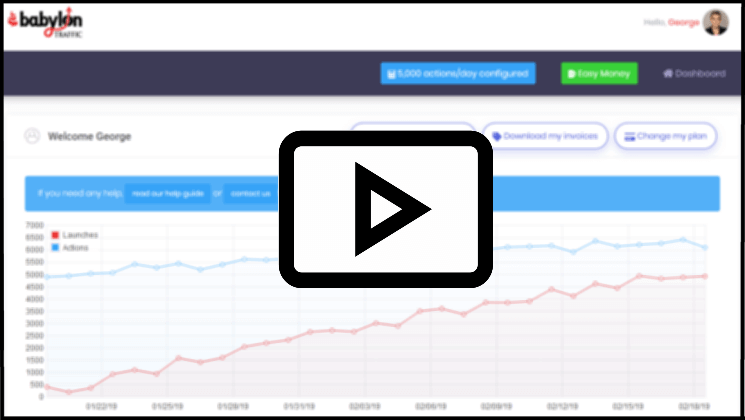 babylon
TRAFFIC
Hello, George
5,000 actions/day configured
Easy Money
Dashboard
Welcome George
Download my invoices
Change my plan
If you need any help, read our help guide or contact us
7000
6500
6000
5500
5000
4500
4000
3500
3000
2500
2000
1500
1000
500
0
Launches
Actions
01/22/19
01/25/19
01/28/19
01/31/19
02/03/19
02/06/19
02/09/19
02/12/19
02/15/19
02/18/19